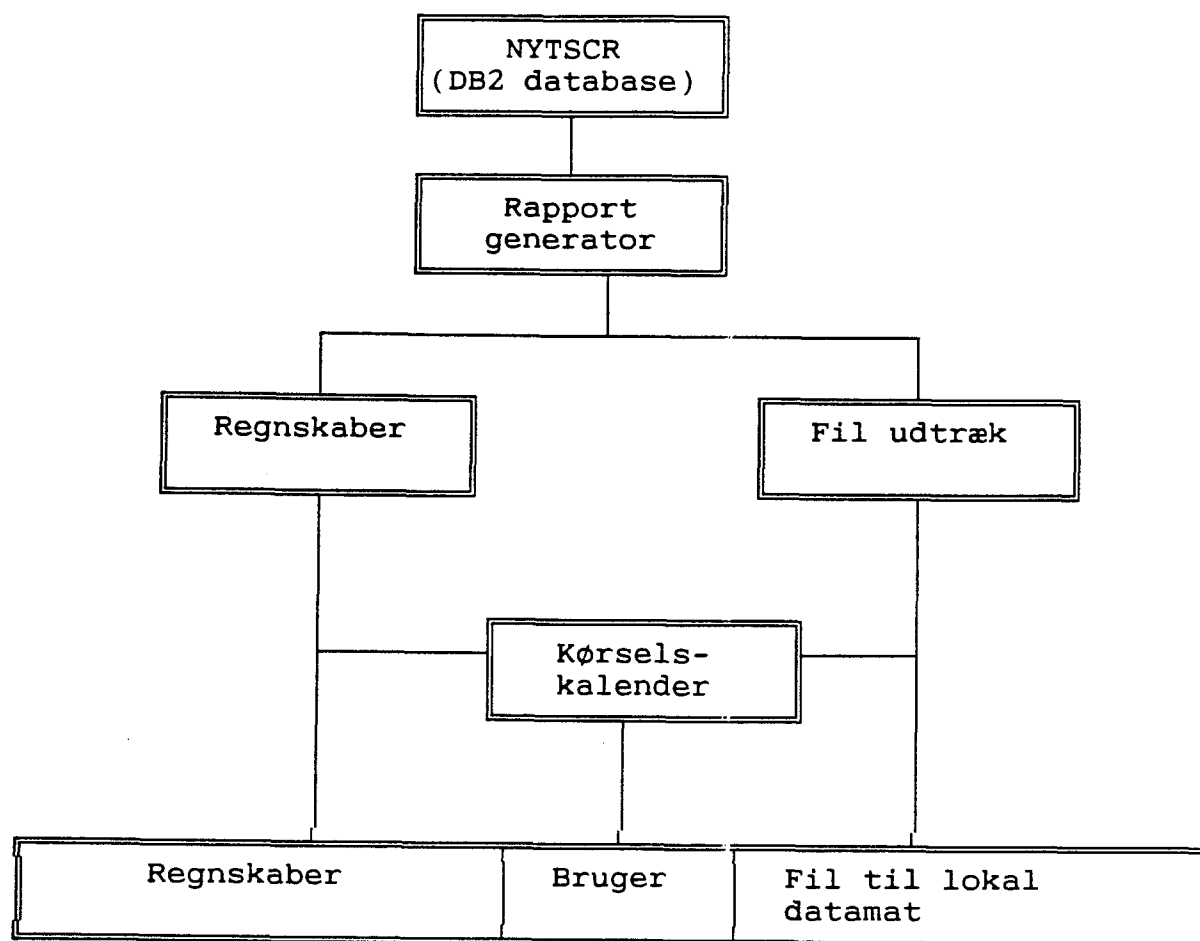 NYTSCR
(DB2 database)
Rapport
generator
Regnskaber
Fil udtræk
Kørsels-
kalender
Regnskaber
Bruger
Fil til lokal
datamat